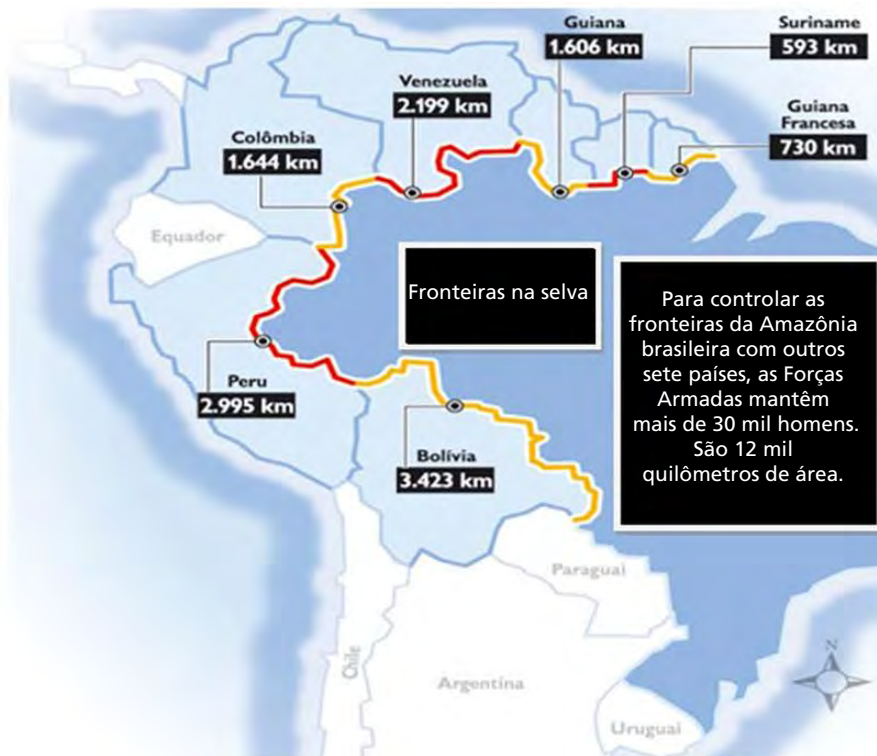 Guiana
1.606 km
Suriname
593 km
Venezuela
2.199 km
Guiana
Francesa
730 km
Colômbia
1.644 km
Equador
Fronteiras na selva
Para controlar as
fronteiras da Amazônia
brasileira com outros
sete países, as Forças
Armadas mantêm
mais de 30 mil homens.
São 12 mil
quilômetros de área.
Peru
2.995 km
Bolívia
3.423 km
Paraguai
Chile
Argentina
Uruguai
N